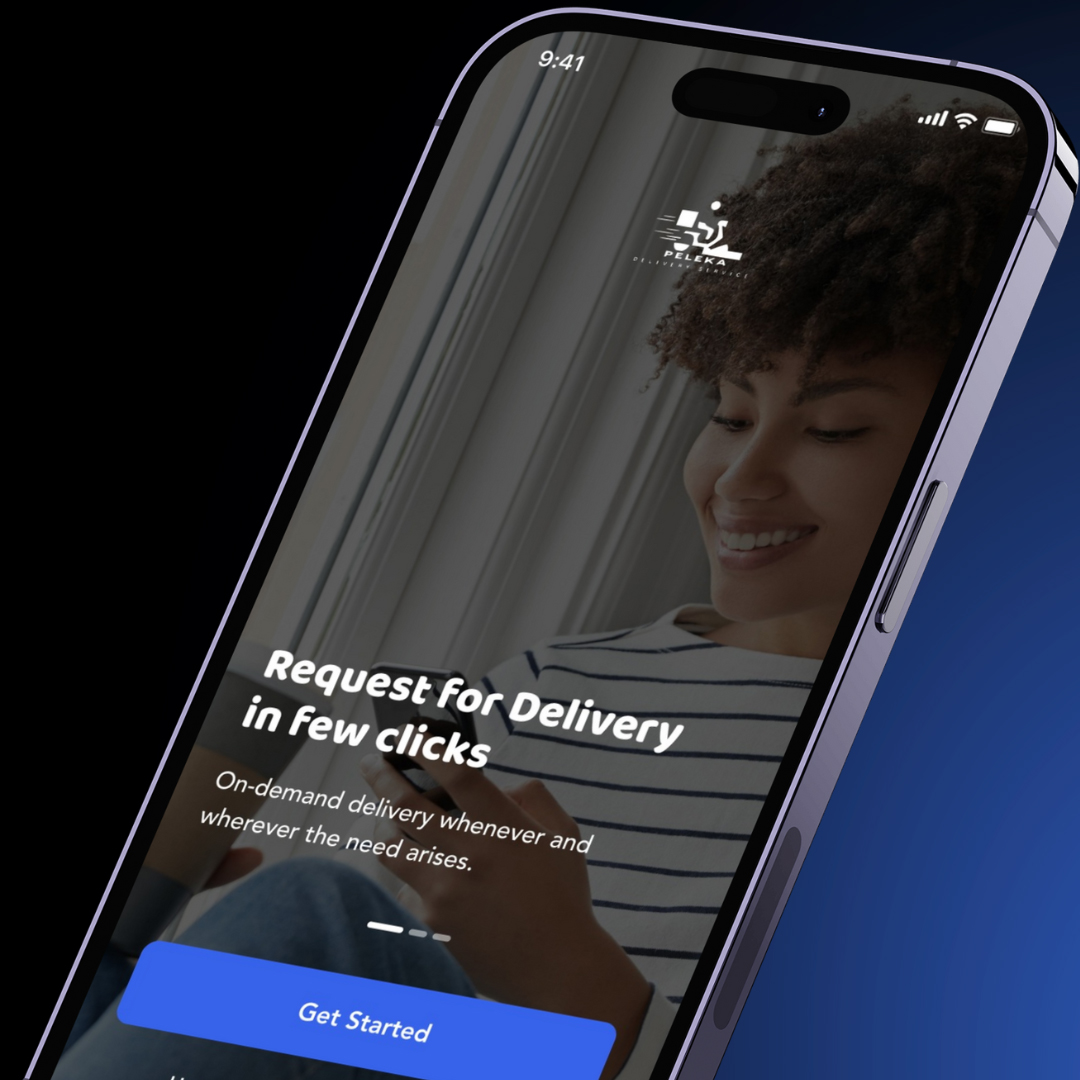 9:41
PELEKA
DELIVERY SERVICE
Request for Delivery
in few clicks
On-demand delivery whenever and
wherever the need arises.
Get Started